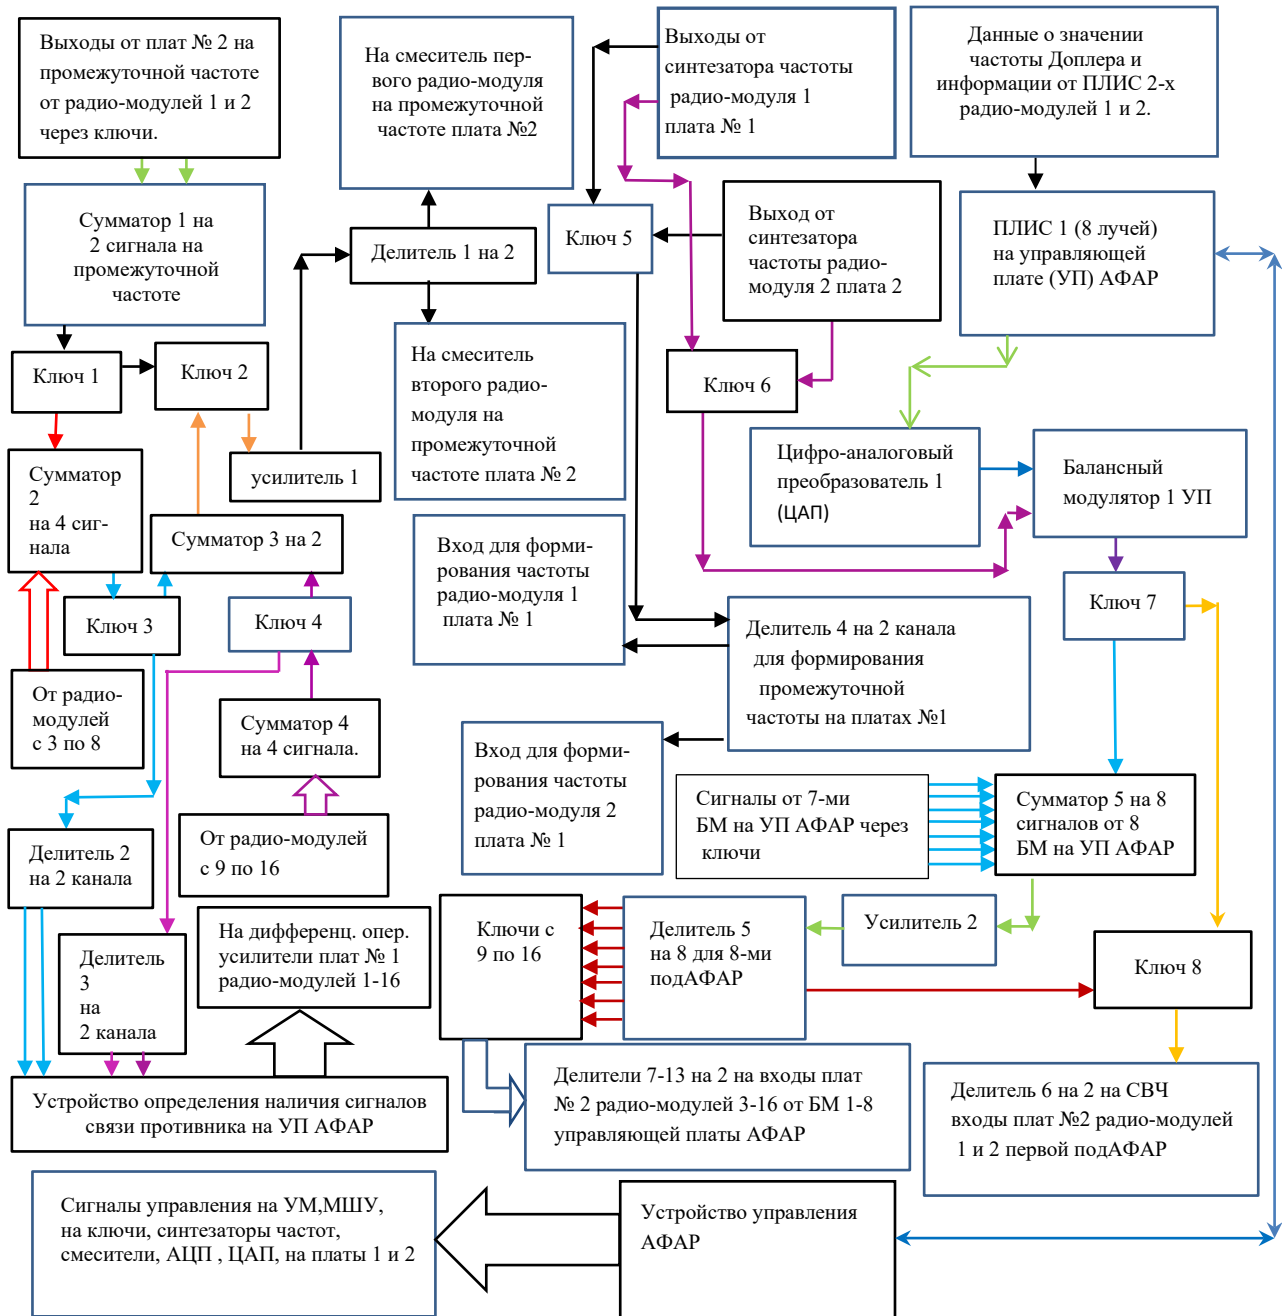 Выходы от плат № 2 на
промежуточной частоте
от радио-модулей 1 и 2
через ключи.
На смеситель пер-
вого радио-модуля
на промежуточной
частоте плата №2
Выходы от
синтезатора частоты
радио-модуля 1
плата № 1
Данные о значении
частоты Доплера и
информации от ПЛИС 2-х
радио-модулей 1 и 2.
Сумматор 1 на
2 сигнала на
промежуточной
частоте
Делитель 1 на 2
Ключ 5
Выход от
синтезатора
частоты радио-
модуля 2 плата 2
ПЛИС 1 (8 лучей)
на управляющей
плате (УП) АФАР
Ключ 1
Ключ 2
На смеситель
второго радио-
модуля на
промежуточной
частоте плата № 2
Ключ 6
Сумматор
2
на 4 сиг-
нала
усилитель 1
Цифро-аналоговый
преобразователь 1
(ЦАП)
Балансный
модулятор 1 УП
Сумматор 3 на 2
Вход для форми-
рования частоты
радио-модуля 1
плата № 1
Ключ 3
Ключ 4
Ключ 7
Делитель 4 на 2 канала
для формирования
промежуточной
частоты на платах №1
От радио-
модулей
с 3 по 8
Сумматор 4
на 4 сигнала.
Вход для форми-
рования частоты
радио-модуля 2
плата № 1
Сигналы от 7-ми
БМ на УП АФАР через
ключи
Сумматор 5 на 8
сигналов от 8
БМ на УП АФАР
Делитель 2
на 2 канала
От радио-модулей
с 9 по 16
На дифференц. опер.
усилители плат № 1
радио-модулей 1-16
Ключи с
9 по 16
Делитель 5
на 8 для 8-ми
подАФАР
Усилитель 2
Ключ 8
Делитель
3
на
2 канала
Устройство определения наличия сигналов
связи противника на УП АФАР
Делители 7-13 на 2 на входы плат
№ 2 радио-модулей 3-16 от БМ 1-8
управляющей платы АФАР
Делитель 6 на 2 на СВЧ
входы плат №2 радио-модулей
1 и 2 первой подАФАР
Сигналы управления на УМ,МШУ,
на ключи, синтезаторы частот,
смесители, АЦП , ЦАП, на платы 1 и 2
Устройство управления
АФАР